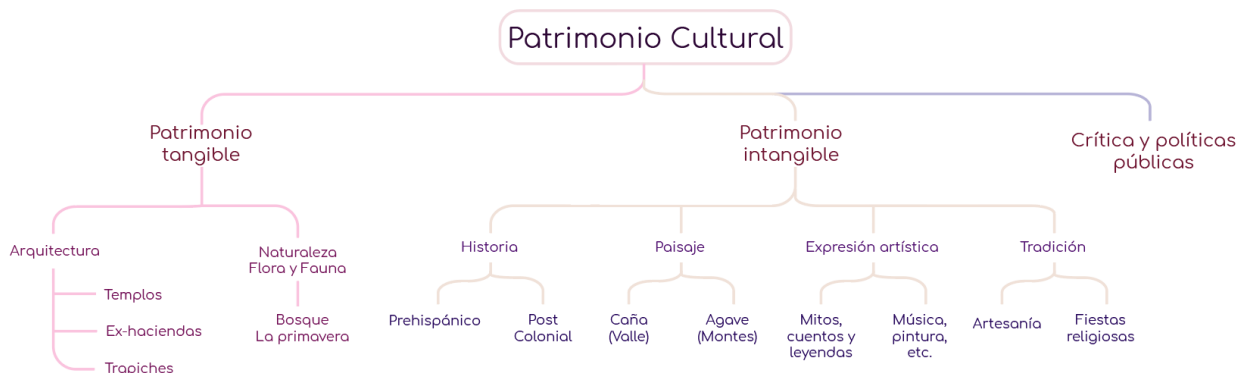 Patrimonio Cultural
Patrimonio
tangible
Patrimonio
intangible
Crítica y políticas
públicas
Arquitectura
Naturaleza
Flora y Fauna
Historia
Paisaje
Expresión artística
Tradición
Templos
Ex-haciendas
Trapiches
Bosque
La primavera
Prehispánico
Post
Colonial
Caña
(Valle)
Agave
(Montes)
Mitos,
cuentos y
leyendas
Música,
pintura,
etc.
Artesanía
Fiestas
religiosas